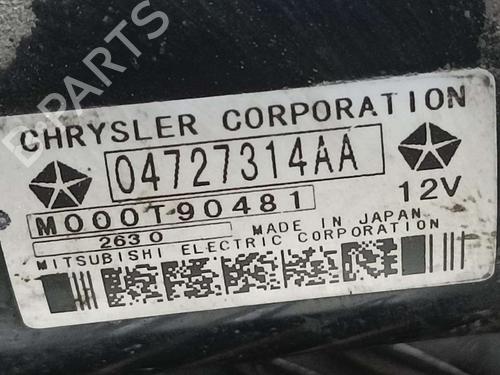 B-PARTS
CHRYSLER CORPORATION
04727314AA
M000T90481
12V
2630
MADE IN JAPAN
MITSUBISHI ELECTRIC CORPORATION